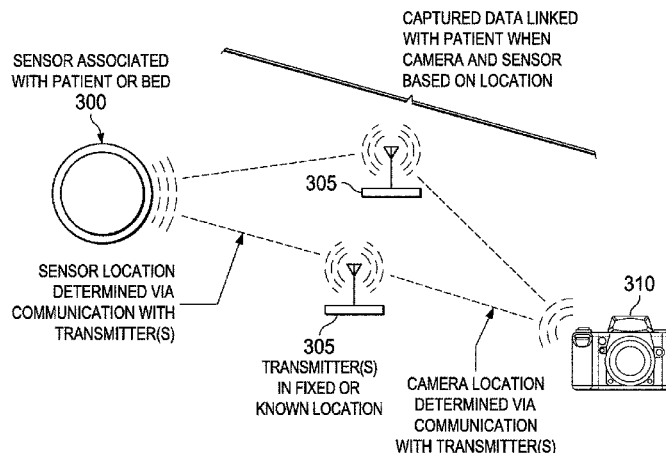 CAPTURED DATA LINKED
WITH PATIENT WHEN
CAMERA AND SENSOR
BASED ON LOCATION
SENSOR ASSOCIATED
WITH PATIENT OR BED
300
305
SENSOR LOCATION
DETERMINED VIA
COMMUNICATION WITH
TRANSMITTER(S)
305
TRANSMITTER(S)
IN FIXED OR
KNOWN LOCATION
310
CAMERA LOCATION
DETERMINED VIA
COMMUNICATION
WITH TRANSMITTER(S)